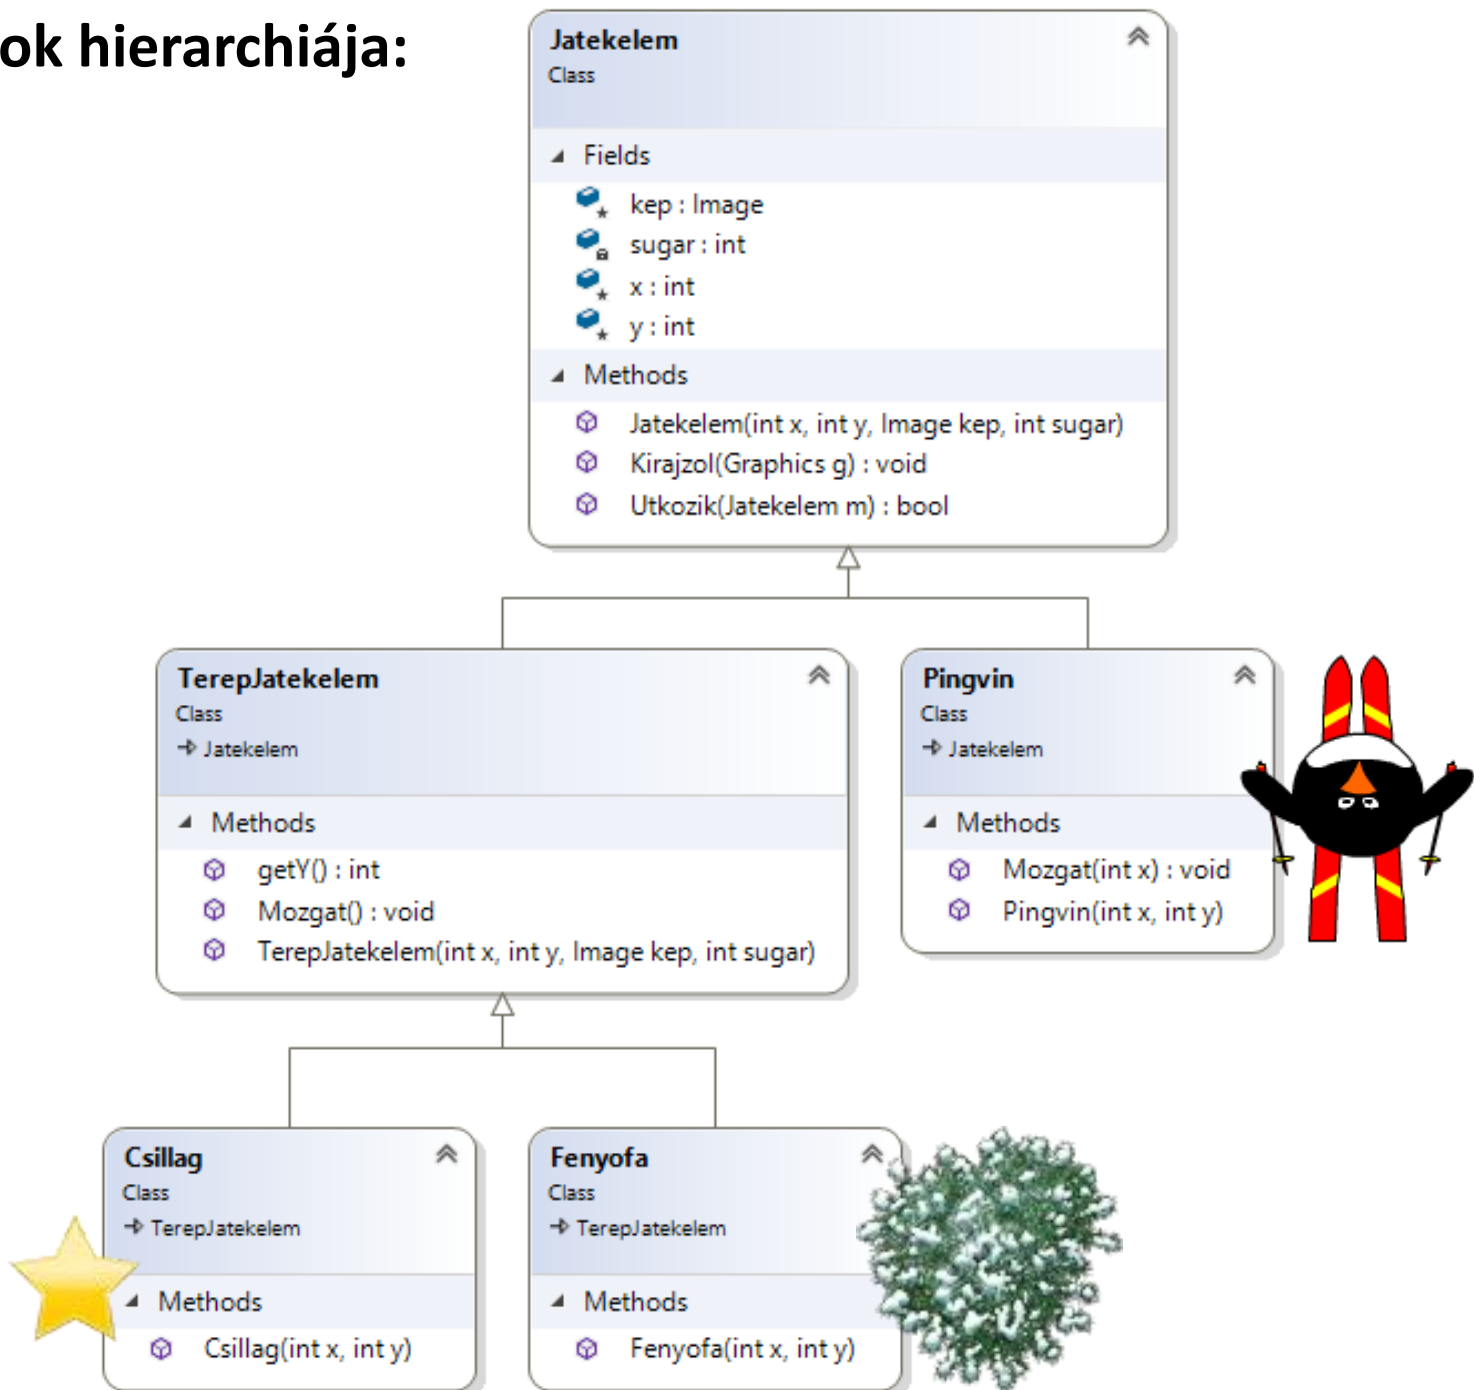 ok hierarchiája:
Jatekelem
Class
Fields
kep : Image
sugar : int
x : int
y : int
Methods
Jatekelem(int x, int y, Image kep, int sugar)
Kirajzol(Graphics g) : void
Utkozik(Jatekelem m) : bool
TerepJatekelem
Class
Jatekelem
Methods
getY() : int
Mozgat() : void
TerepJatekelem(int x, int y, Image kep, int sugar)
Pingvin
Class
Jatekelem
Methods
Mozgat(int x) : void
Pingvin(int x, int y)
Csillag
Class
TerepJatekelem
Methods
Csillag(int x, int y)
Fenyofa
Class
TerepJatekelem
Methods
Fenyofa(int x, int y)